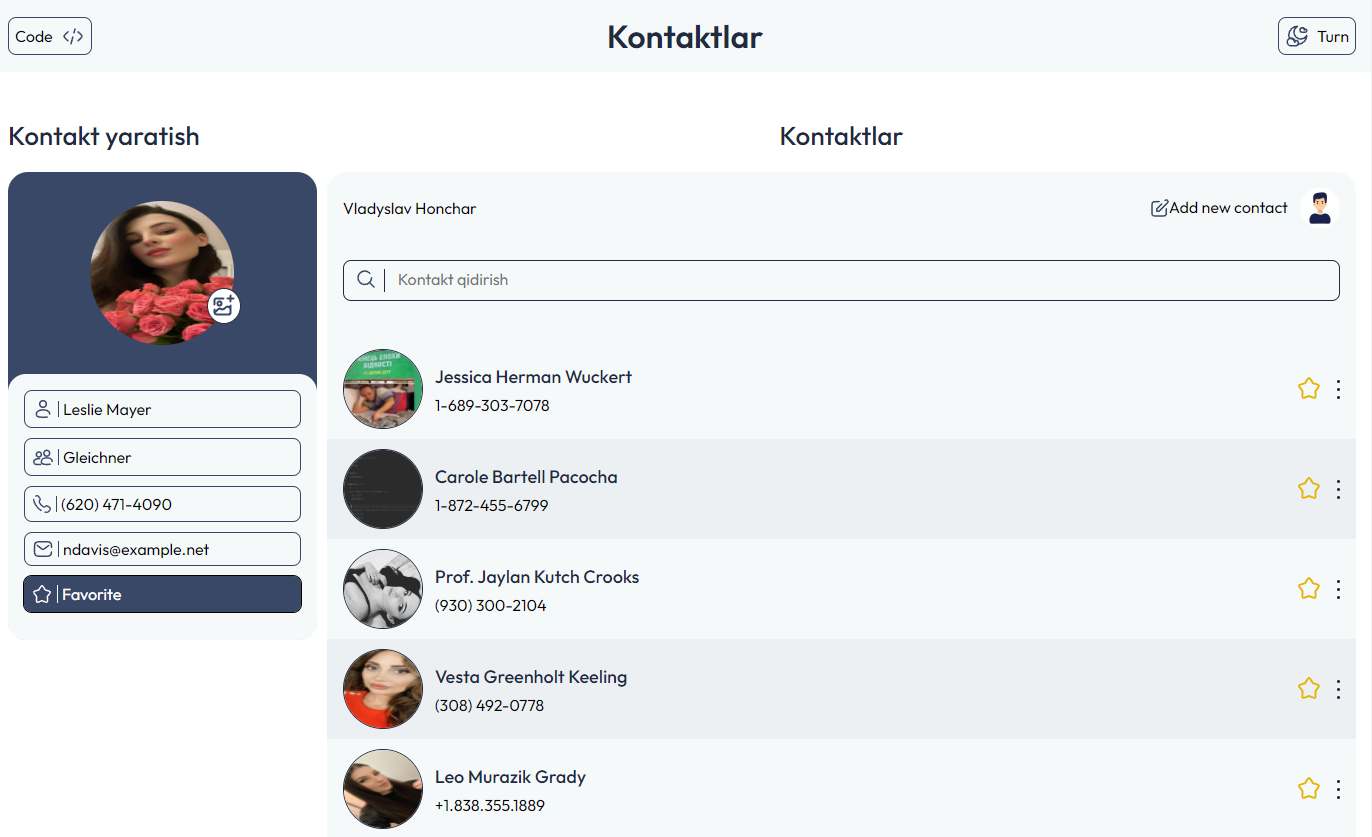 Code </>
Kontaktlar
Turn
Kontakt yaratish
Kontaktlar
Leslie Mayer
Gleichner
(620) 471-4090
ndavis@example.net
Favorite
Vladyslav Honchar
Add new contact
Kontakt qidirish
БІДНОСТІ
Jessica Herman Wuckert
1-689-303-7078
Carole Bartell Pacocha
1-872-455-6799
Prof. Jaylan Kutch Crooks
(930) 300-2104
Vesta Greenholt Keeling
(308) 492-0778
Leo Murazik Grady
+1.838.355.1889